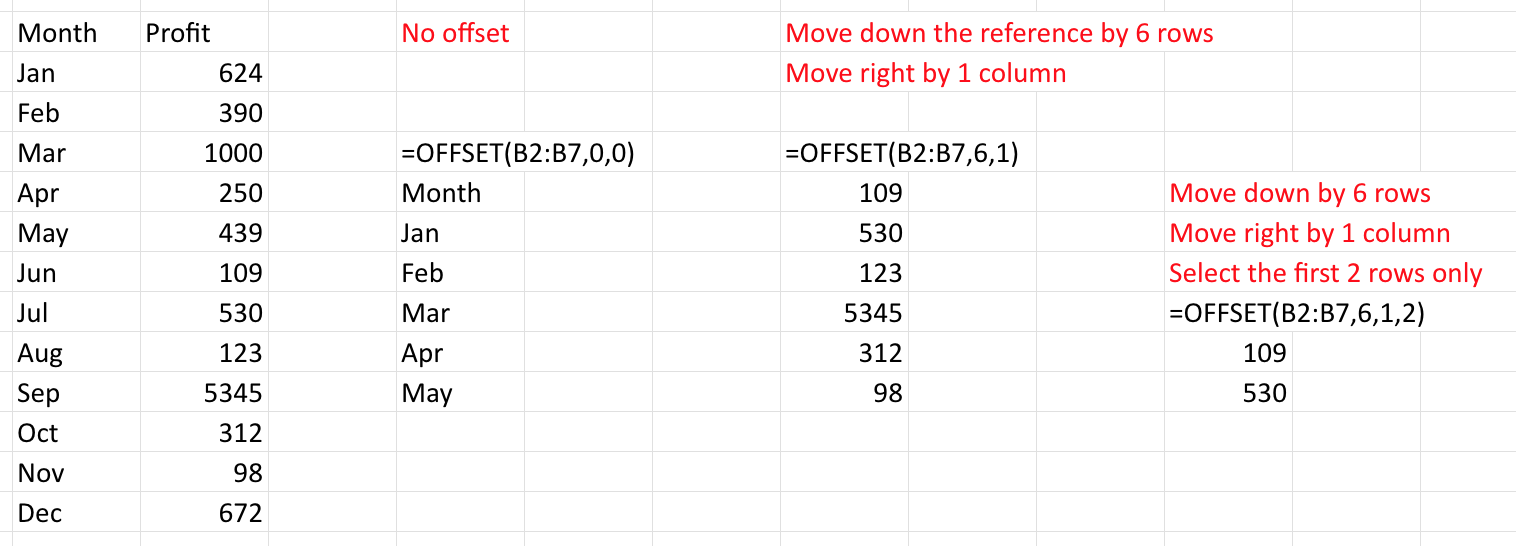 Month Profit No offset Move down the reference by 6 rows
Jan 624 Move right by 1 column
Feb 390
Mar 1000 =OFFSET(B2:B7,0,0) =OFFSET(B2:B7,6,1)
Apr 250 Month 109 Move down by 6 rows
May 439 Jan 530 Move right by 1 column
Jun 109 Feb 123 Select the first 2 rows only
Jul 530 Mar 5345 =OFFSET(B2:B7,6,1,2)
Aug 123 Apr 312 109
Sep 5345 May 98 530
Oct 312
Nov 98
Dec 672